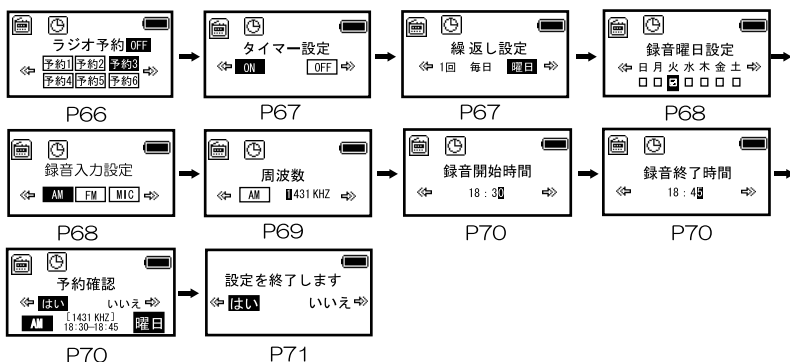 ラジオ予約 OFF
予約1 予約2 予約3
予約4 予約5 予約6
P66
タイマー設定
ON OFF
P67
繰返し設定
1回 毎日 曜日
P67
録音曜日設定
日月火水木金土
P68
録音入力設定
AM FM MIC
P68
周波数
AM 1431 KHZ
P69
録音開始時間
18 : 30
P70
録音終了時間
18 : 45
P70
予約確認
はい いいえ
AM [1431 KHZ] 曜日
18:30—18:45
P70
設定を終了します
はい いいえ
P71